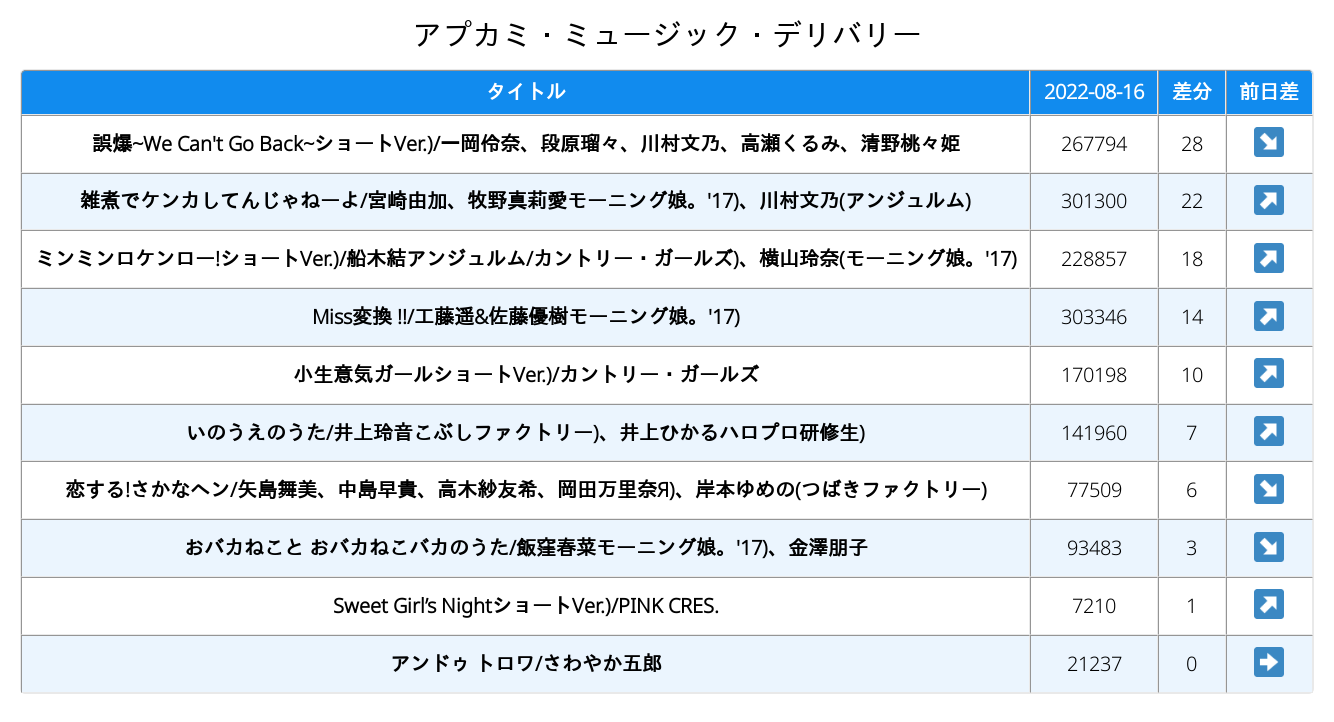 アプカミ・ミュージック・デリバリー
タイトル 2022-08-16 差分 前日差
誤爆~We Can't Go Back~ショートVer.)/一岡伶奈、段原瑠々、川村文乃、高瀬くるみ、清野桃々姫 267794 28
雑煮でケンカしてんじゃねーよ/宮崎由加、牧野真莉愛モーニング娘。'17)、川村文乃(アンジュルム) 301300 22
ミンミンロケンロー!ショートVer.)/船木結アンジュルム/カントリー・ガールズ)、横山玲奈(モーニング娘。'17) 228857 18
Miss変換 !!/工藤遥&佐藤優樹モーニング娘。'17) 303346 14
小生意気ガールショートVer.)/カントリー・ガールズ 170198 10
いのうえのうた/井上玲音こぶしファクトリー)、井上ひかるハロプロ研修生) 141960 7
恋する!さかなヘン/矢島舞美、中島早貴、高木紗友希、岡田万里奈Я)、岸本ゆめの(つばきファクトリー) 77509 6
おバカねこと おバカねこバカのうた/飯窪春菜モーニング娘。'17)、金澤朋子 93483 3
Sweet Girl’s NightショートVer.)/PINK CRES. 7210 1
アンドゥ トロワ/さわやか五郎 21237 0